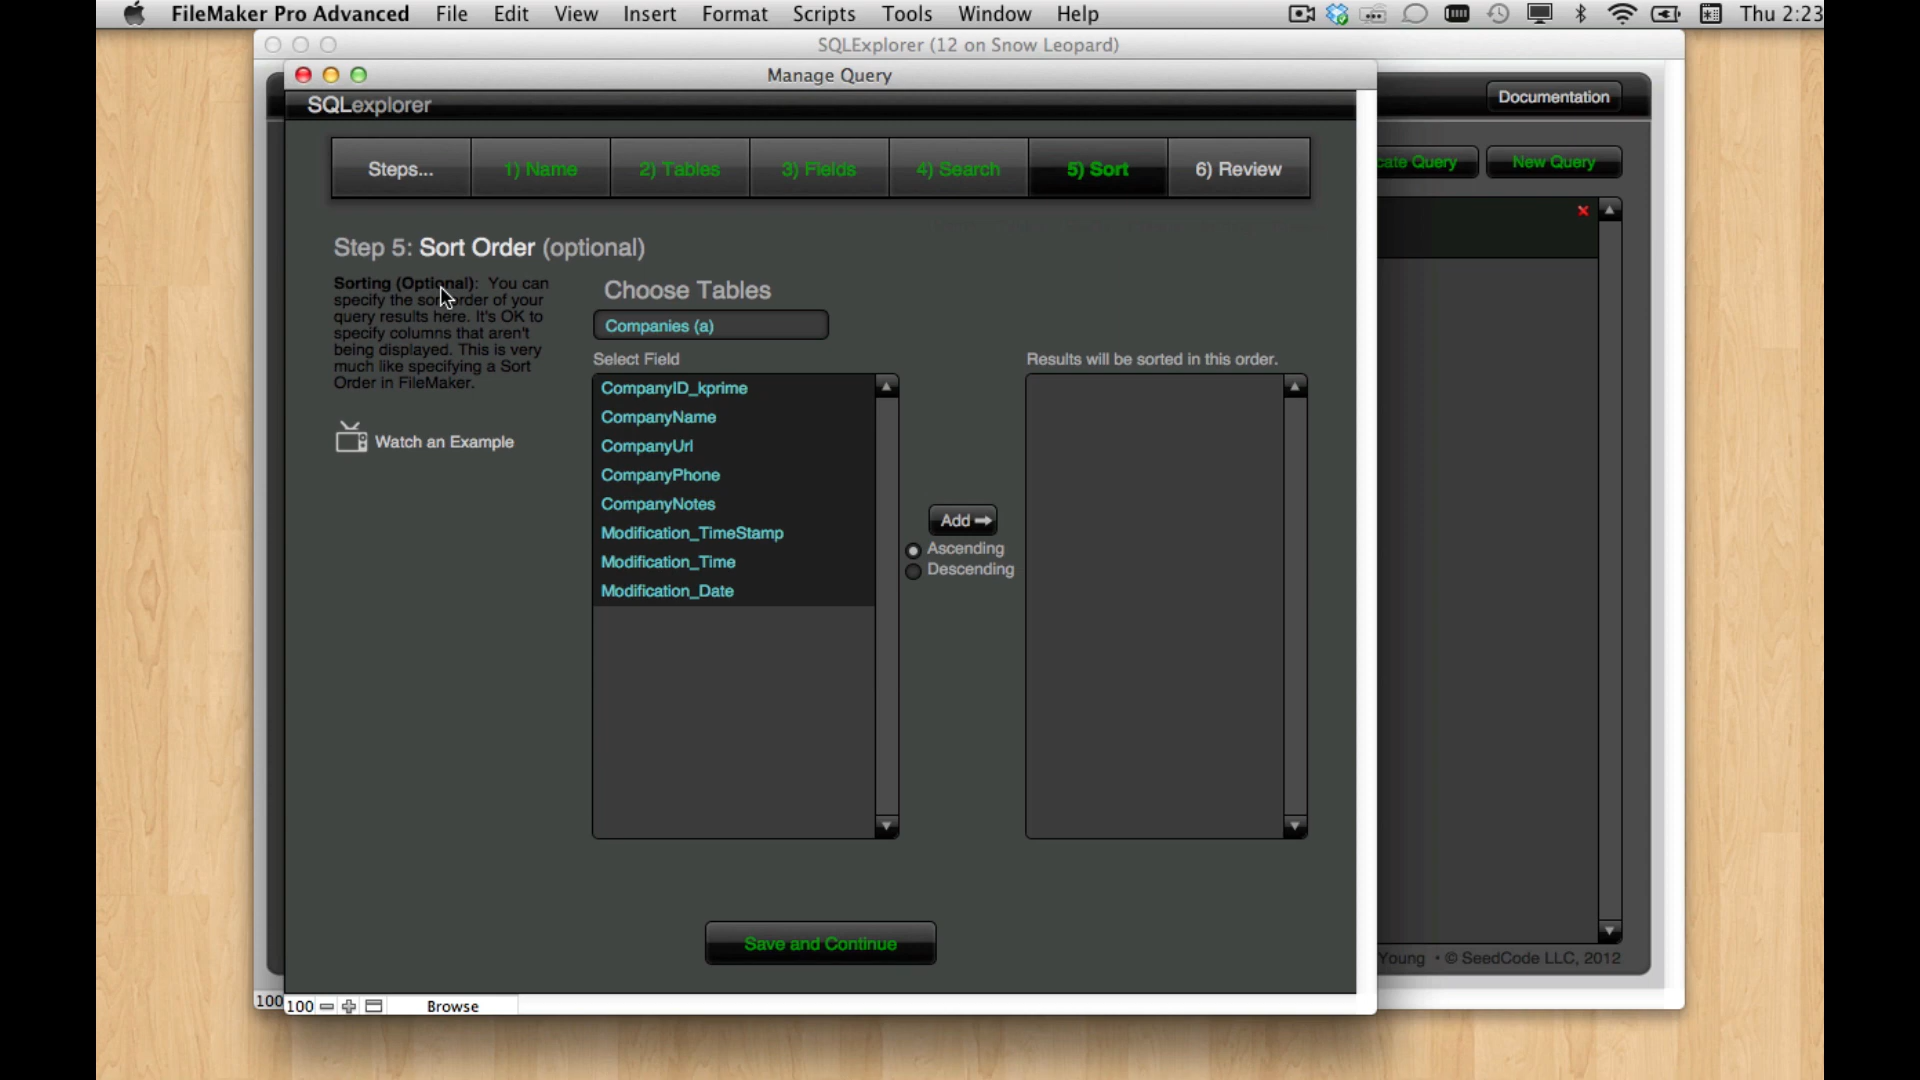 FileMaker Pro Advanced File Edit View Insert Format Scripts Tools Window Help Thu 2:23
SQLExplorer (12 on Snow Leopard)
Manage Query
SQLexplorer
Documentation
Steps... 1) Name 2) Tables 3) Fields 4) Search 5) Sort 6) Review
Query New Query
Step 5: Sort Order (optional)
Sorting (Optional): You can
specify the sort order of your
query results here. It's OK to
specify columns that aren't
being displayed. This is very
much like specifying a Sort
Order in FileMaker.
Watch an Example
Choose Tables
Companies (a)
Select Field
CompanyID_kprime
CompanyName
CompanyUrl
CompanyPhone
CompanyNotes
Modification_TimeStamp
Modification_Time
Modification_Date
Add
Ascending
Descending
Results will be sorted in this order.
Save and Continue
Young • © SeedCode LLC, 2012
100
100 Browse